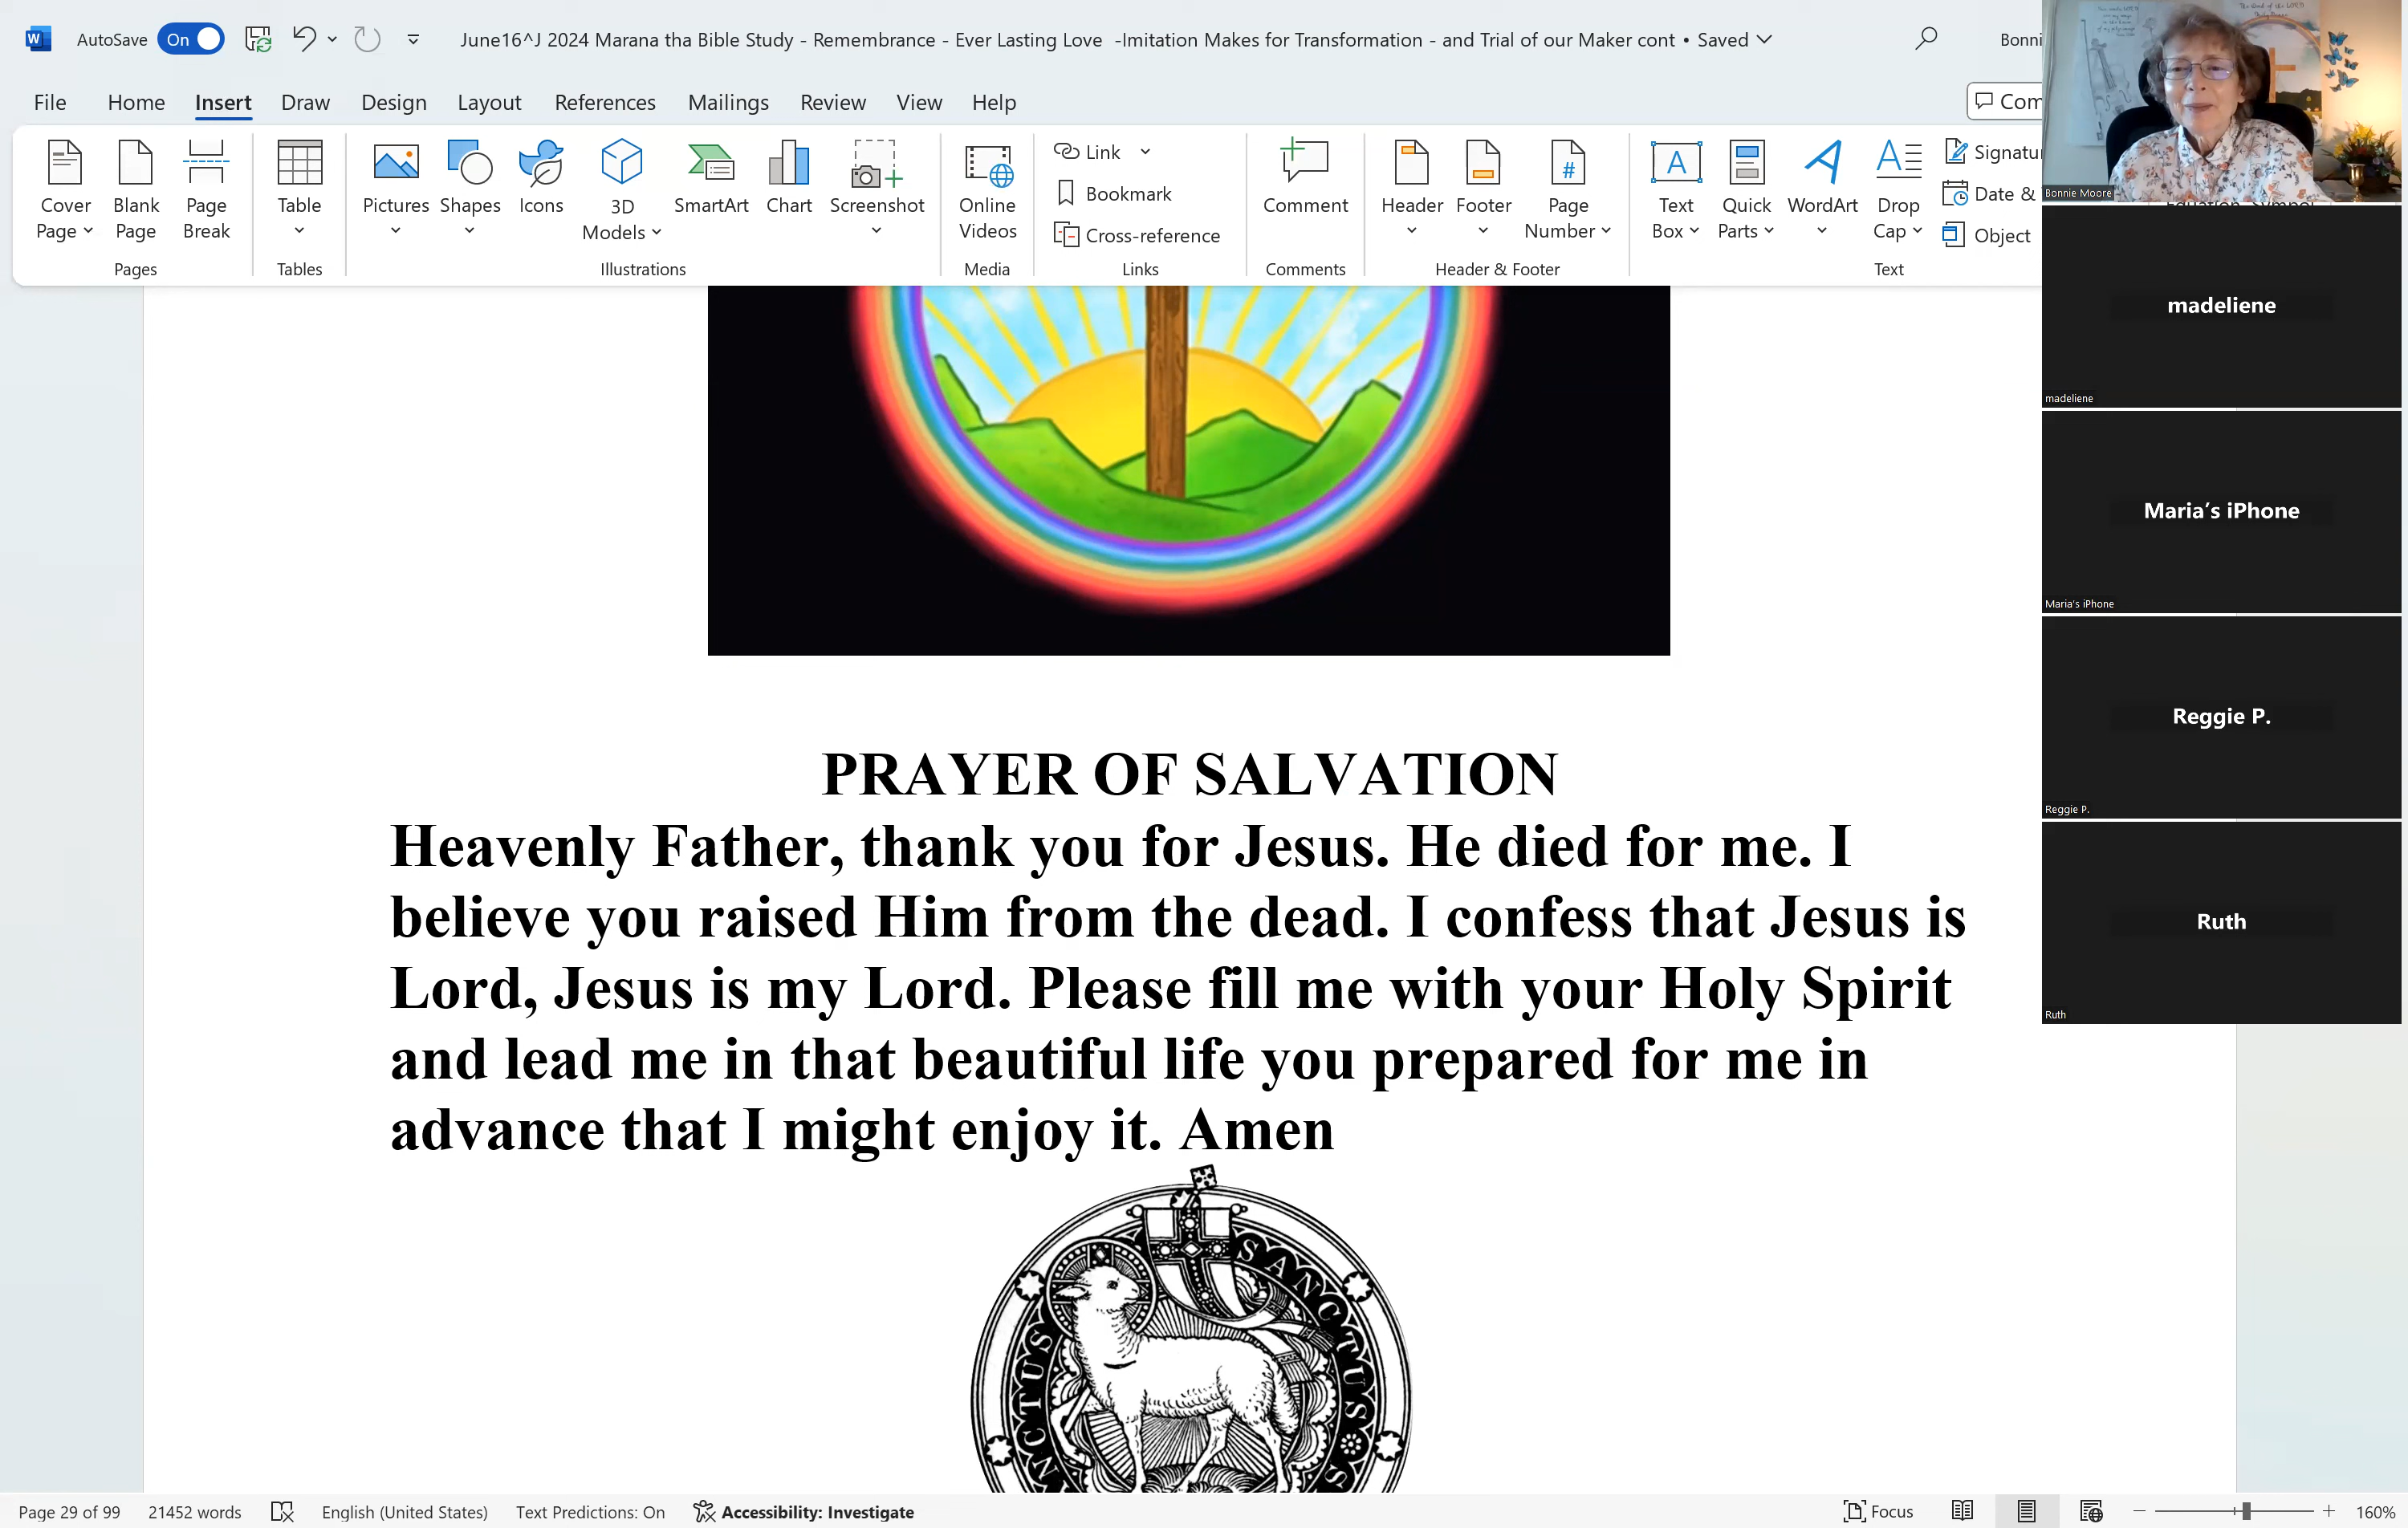 AutoSave On June16^J 2024 Marana tha Bible Study - Remembrance - Ever Lasting Love -Imitation Makes for Transformation - and Trial of our Maker cont • Saved Bonni
File Home Insert Draw Design Layout References Mailings Review View Help Com
Cover Page
Blank Page
Page Break
Pages
Table
Tables
Pictures
Shapes
Icons
3D Models
SmartArt
Chart
Screenshot
Illustrations
Online Videos
Media
Link
Bookmark
Cross-reference
Links
Comment
Comments
Header
Footer
Page Number
Header & Footer
Text Box
Quick Parts
WordArt
Drop Cap
Signatu
Date &
Object
Text
Bonnie Moore
madeliene
madeliene
Maria's iPhone
Maria's iPhone
Reggie P.
Reggie P.
Ruth
Ruth
PRAYER OF SALVATION
Heavenly Father, thank you for Jesus. He died for me. I
believe you raised Him from the dead. I confess that Jesus is
Lord, Jesus is my Lord. Please fill me with your Holy Spirit
and lead me in that beautiful life you prepared for me in
advance that I might enjoy it. Amen
SANCTUS
Page 29 of 99 21452 words English (United States) Text Predictions: On Accessibility: Investigate Focus 160%